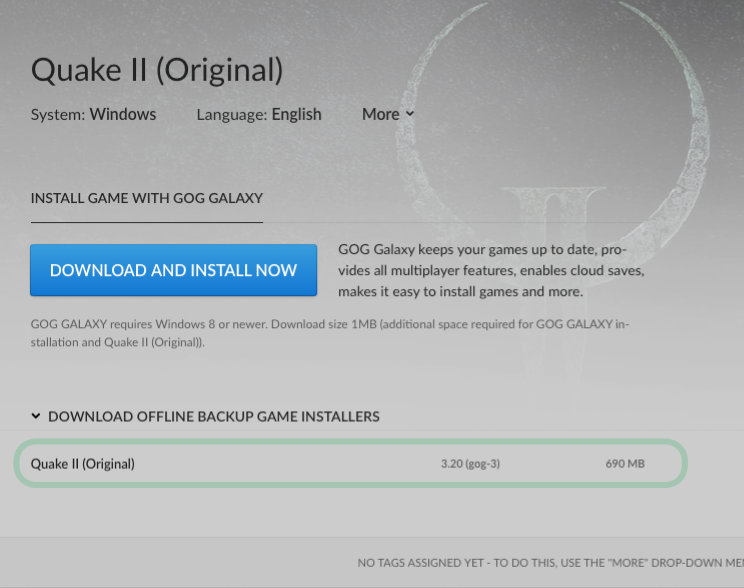 Quake II (Original)
System: Windows Language: English More
INSTALL GAME WITH GOG GALAXY
DOWNLOAD AND INSTALL NOW
GOG Galaxy keeps your games up to date, pro-
vides all multiplayer features, enables cloud saves,
makes it easy to install games and more.
GOG GALAXY requires Windows 8 or newer. Download size 1MB (additional space required for GOG GALAXY in-
stallation and Quake II (Original)).
DOWNLOAD OFFLINE BACKUP GAME INSTALLERS
Quake II (Original) 3.20 (gog-3) 690 MB
NO TAGS ASSIGNED YET - TO DO THIS, USE THE "MORE" DROP-DOWN